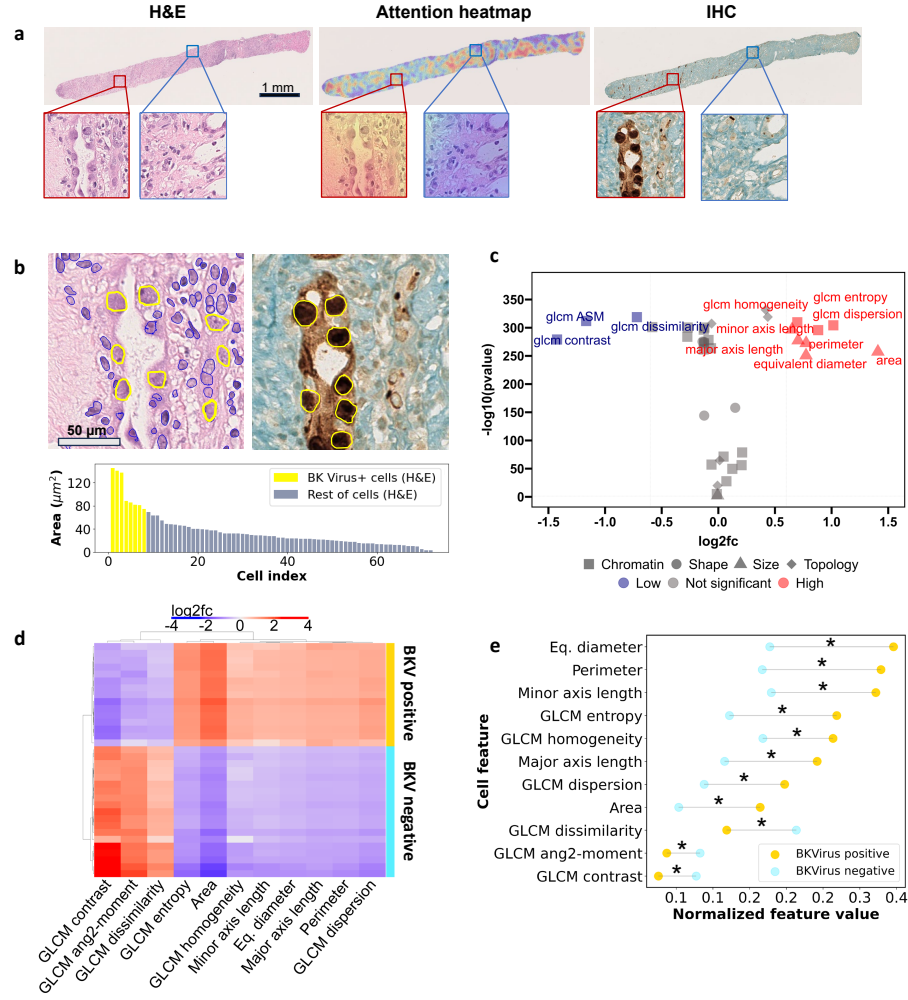 H&E
Attention heatmap
IHC
a
1 mm
b
50 μm
Area (μm²)
120
80
40
0
BK Virus+ cells (H&E)
Rest of cells (H&E)
0
20
40
60
Cell index
c
-log10(pvalue)
350
300
250
200
150
100
50
0
glcm ASM
glcm contrast
glcm dissimilarity
glcm homogeneity
glcm entropy
glcm dispersion
minor axis length
perimeter
major axis length
equivalent diameter
area
-1.5
-1.0
-0.5
0.0
0.5
1.0
1.5
log2fc
Chromatin
Shape
Size
Topology
Low
Not significant
High
d
log2fc
-4
-2
0
2
4
BKV positive
BKV negative
GLCM contrast
GLCM ang2-moment
GLCM dissimilarity
GLCM entropy
Area
GLCM homogeneity
Minor axis length
Eq. diameter
Major axis length
Perimeter
GLCM dispersion
e
Cell feature
Eq. diameter
*
Perimeter
*
Minor axis length
*
GLCM entropy
*
GLCM homogeneity
*
Major axis length
*
GLCM dispersion
*
Area
*
GLCM dissimilarity
*
GLCM ang2-moment
*
GLCM contrast
*
BKVirus positive
BKVirus negative
0.1
0.1
0.2
0.2
0.2
0.3
0.4
Normalized feature value